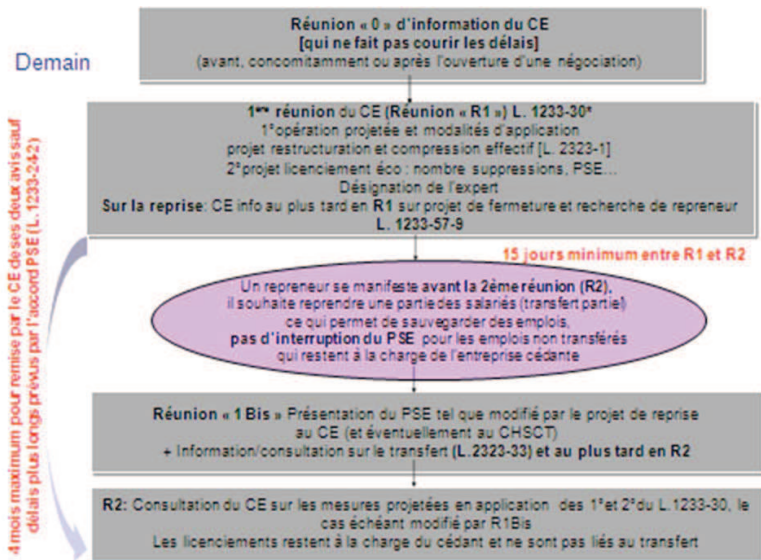 Réunion « 0 » d'information du CE
[qui ne fait pas courir les délais]
(avant, concomitamment ou après l'ouverture d'une négociation)
Demain
1ère réunion du CE (Réunion « R1 ») L. 1233-30*
1°opération projetée et modalités d'application
projet restructuration et compression effectif [L. 2323-1]
2°projet licenciement éco : nombre suppressions, PSE...
Désignation de l'expert
Sur la reprise: CE info au plus tard en R1 sur projet de fermeture et recherche de repreneur
L. 1233-57-9
4 mois maximum pour remise par le CE de ses deux avis sauf
délais plus longs prévus par l'accord PSE (L. 1233-24-2)
15 jours minimum entre R1 et R2
Un repreneur se manifeste avant la 2ème réunion (R2),
il souhaite reprendre une partie des salariés (transfert partiel)
ce qui permet de sauvegarder des emplois,
pas d'interruption du PSE pour les emplois non transférés
qui restent à la charge de l'entreprise cédante
Réunion « 1 Bis » Présentation du PSE tel que modifié par le projet de reprise
au CE (et éventuellement au CHSCT)
+ Information/consultation sur le transfert (L.2323-33) et au plus tard en R2
R2: Consultation du CE sur les mesures projetées en application des 1°et 2°du L.1233-30, le
cas échéant modifié par R1Bis
Les licenciements restent à la charge du cédant et ne sont pas liés au transfert